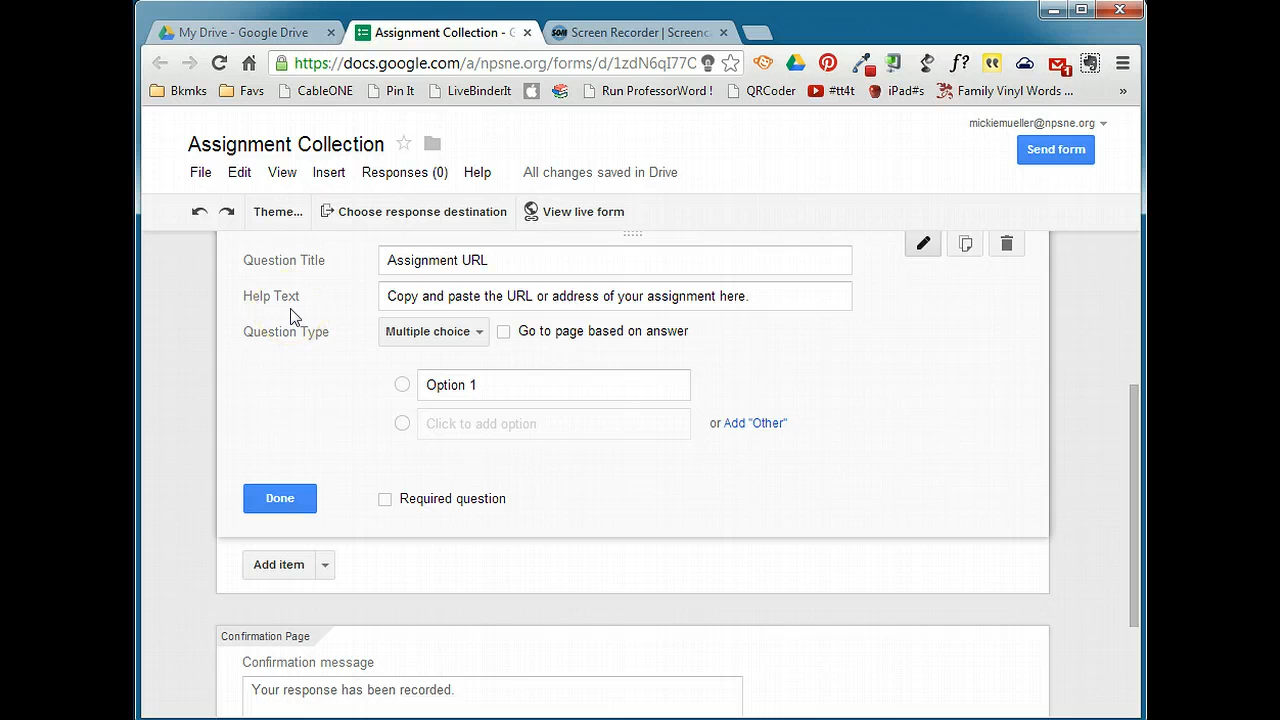 My Drive - Google Drive
Assignment Collection - G
Screen Recorder | Screenc
https://docs.google.com/a/npsne.org/forms/d/1zdN6qI77C
Bkmks Favs CableONE Pin It LiveBinderIt Run ProfessorWord ! QRCoder #tt4t iPad#s Family Vinyl Words ... »
mickiemueller@npsne.org
Assignment Collection
Send form
File Edit View Insert Responses (0) Help All changes saved in Drive
Theme... Choose response destination View live form
Question Title Assignment URL
Help Text Copy and paste the URL or address of your assignment here.
Question Type Multiple choice Go to page based on answer
Option 1
Click to add option or Add "Other"
Done Required question
Add item
Confirmation Page
Confirmation message
Your response has been recorded.